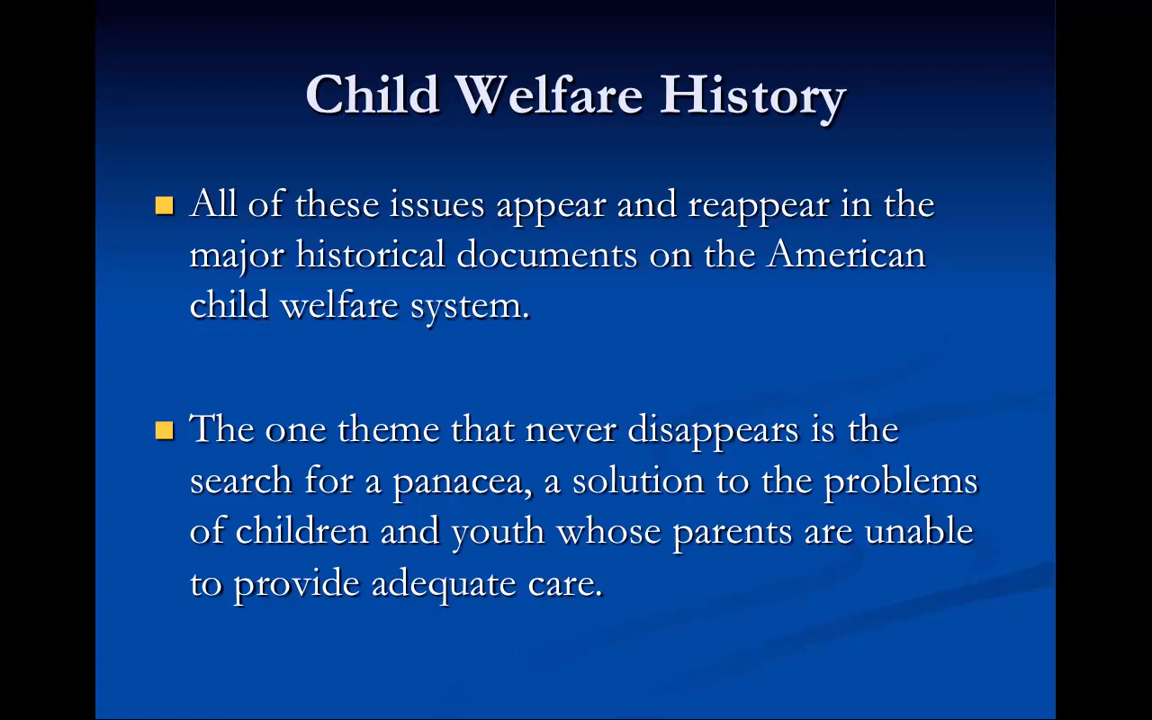 Child Welfare History
All of these issues appear and reappear in the
major historical documents on the American
child welfare system.
The one theme that never disappears is the
search for a panacea, a solution to the problems
of children and youth whose parents are unable
to provide adequate care.